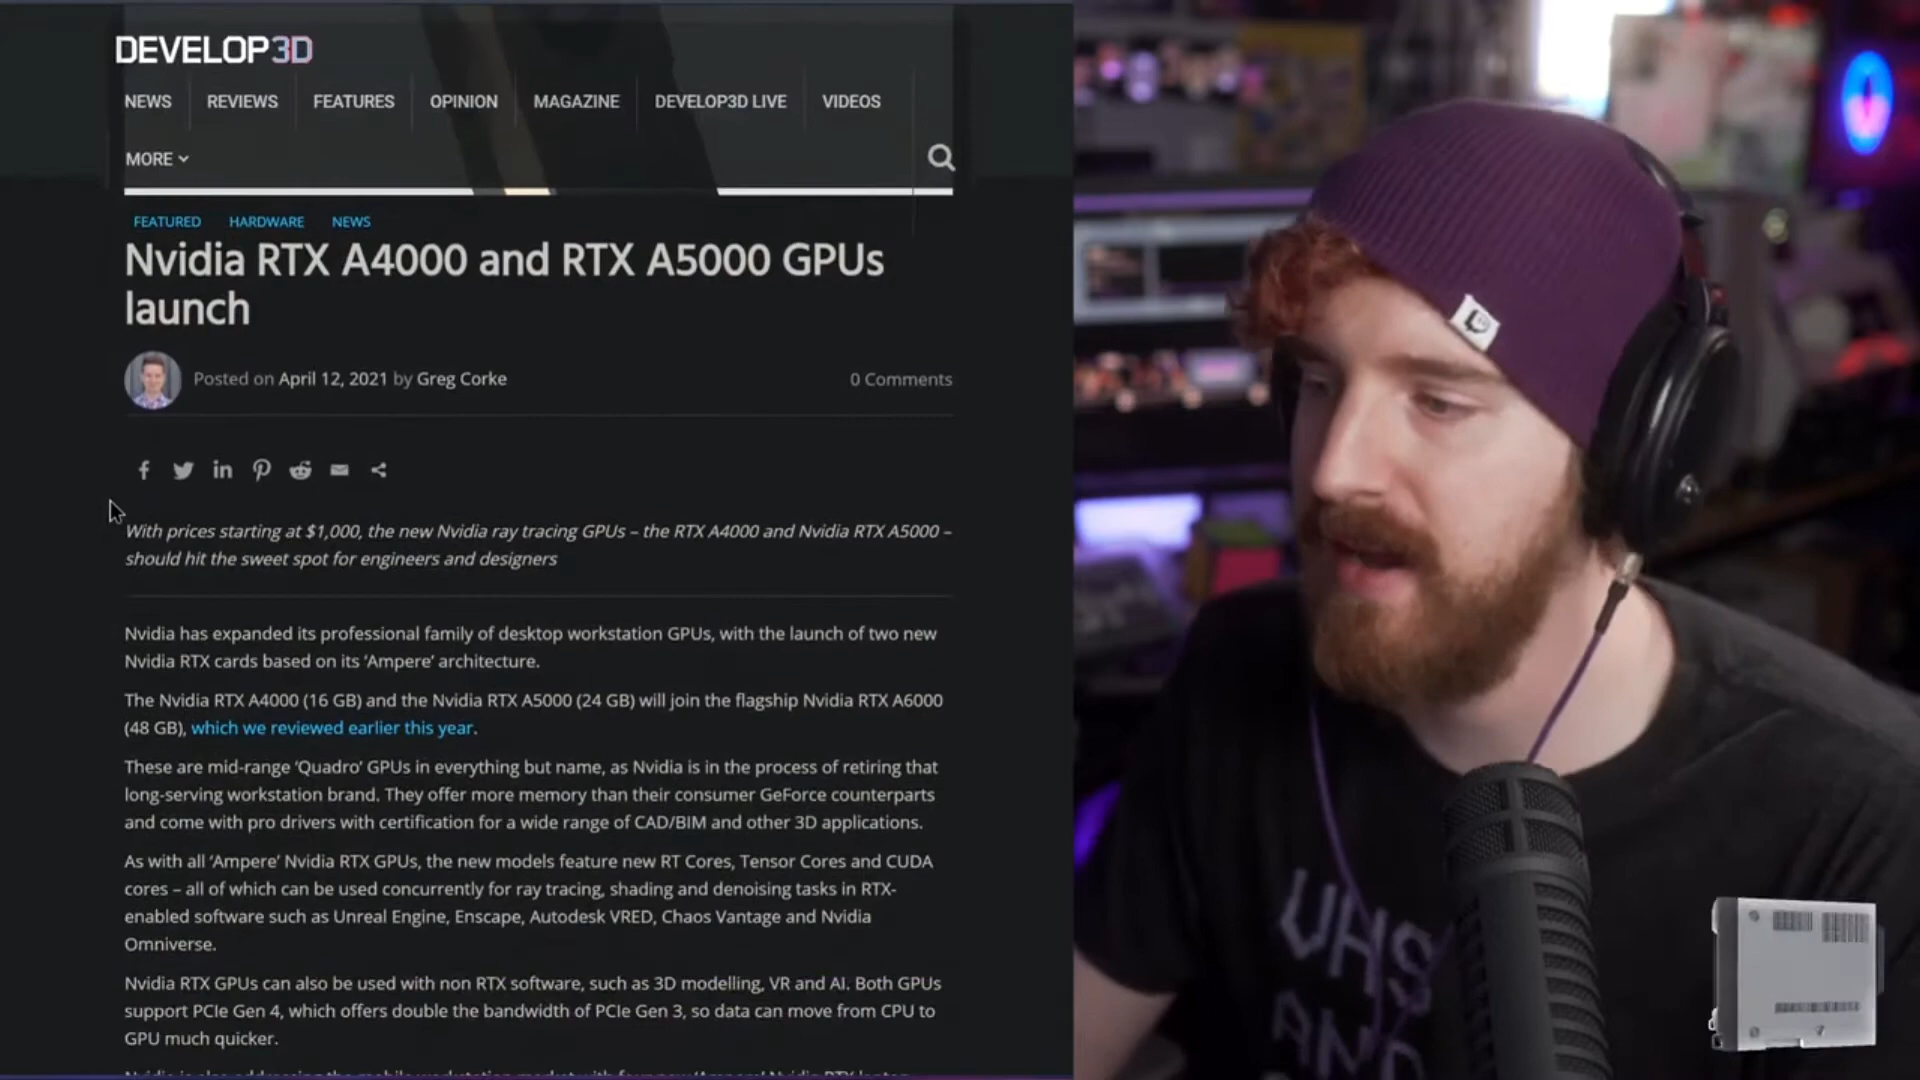 DEVELOP3D
NEWS REVIEWS FEATURES OPINION MAGAZINE DEVELOP3D LIVE VIDEOS
MORE
FEATURED HARDWARE NEWS
Nvidia RTX A4000 and RTX A5000 GPUs
launch
Posted on April 12, 2021 by Greg Corke
0 Comments
With prices starting at $1,000, the new Nvidia ray tracing GPUs – the RTX A4000 and Nvidia RTX A5000 –
should hit the sweet spot for engineers and designers
Nvidia has expanded its professional family of desktop workstation GPUs, with the launch of two new
Nvidia RTX cards based on its ‘Ampere’ architecture.
The Nvidia RTX A4000 (16 GB) and the Nvidia RTX A5000 (24 GB) will join the flagship Nvidia RTX A6000
(48 GB), which we reviewed earlier this year.
These are mid-range ‘Quadro’ GPUs in everything but name, as Nvidia is in the process of retiring that
long-serving workstation brand. They offer more memory than their consumer GeForce counterparts
and come with pro drivers with certification for a wide range of CAD/BIM and other 3D applications.
As with all ‘Ampere’ Nvidia RTX GPUs, the new models feature new RT Cores, Tensor Cores and CUDA
cores – all of which can be used concurrently for ray tracing, shading and denoising tasks in RTX-
enabled software such as Unreal Engine, Enscape, Autodesk VRED, Chaos Vantage and Nvidia
Omniverse.
Nvidia RTX GPUs can also be used with non RTX software, such as 3D modelling, VR and AI. Both GPUs
support PCIe Gen 4, which offers double the bandwidth of PCIe Gen 3, so data can move from CPU to
GPU much quicker.
VHS
AND